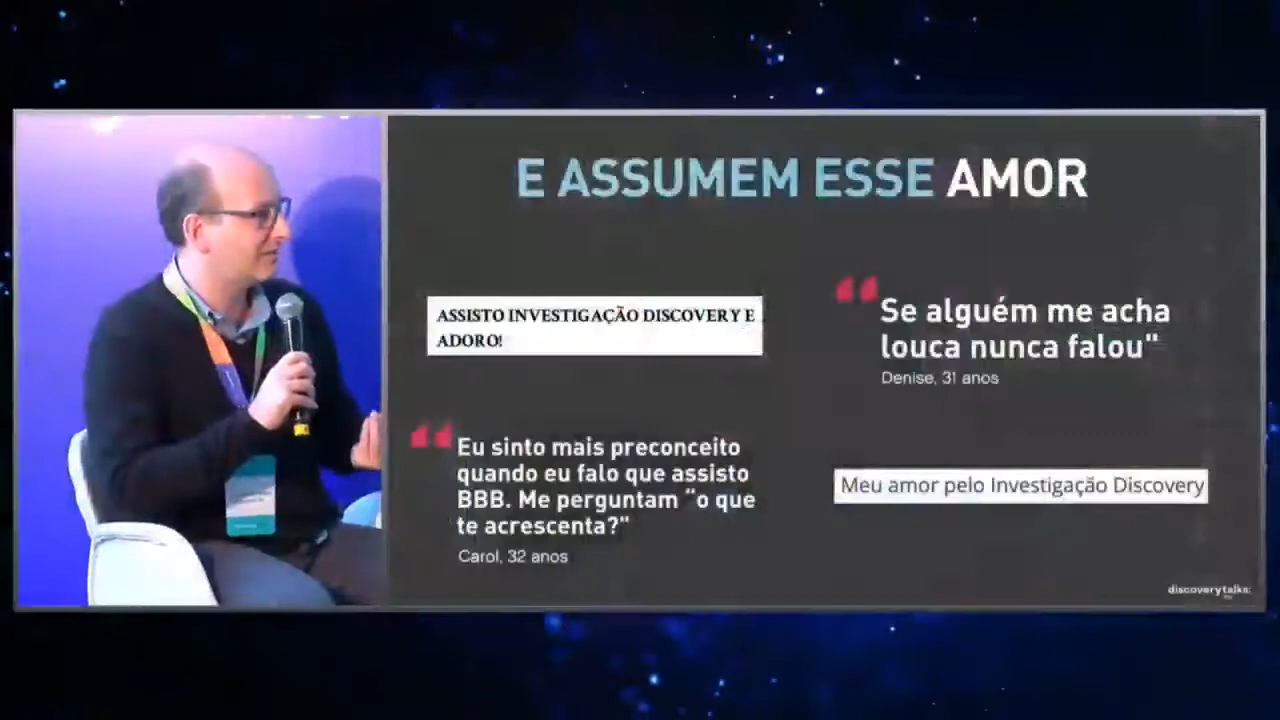 E ASSUMEM ESSE AMOR
ASSISTO INVESTIGAÇÃO DISCOVERY E
ADORO!
"Se alguém me acha
louca nunca falou"
Denise, 31 anos
"Eu sinto mais preconceito
quando eu falo que assisto
BBB. Me perguntam “o que
te acrescenta?"
Carol, 32 anos
Meu amor pelo Investigação Discovery
discoverytalks: